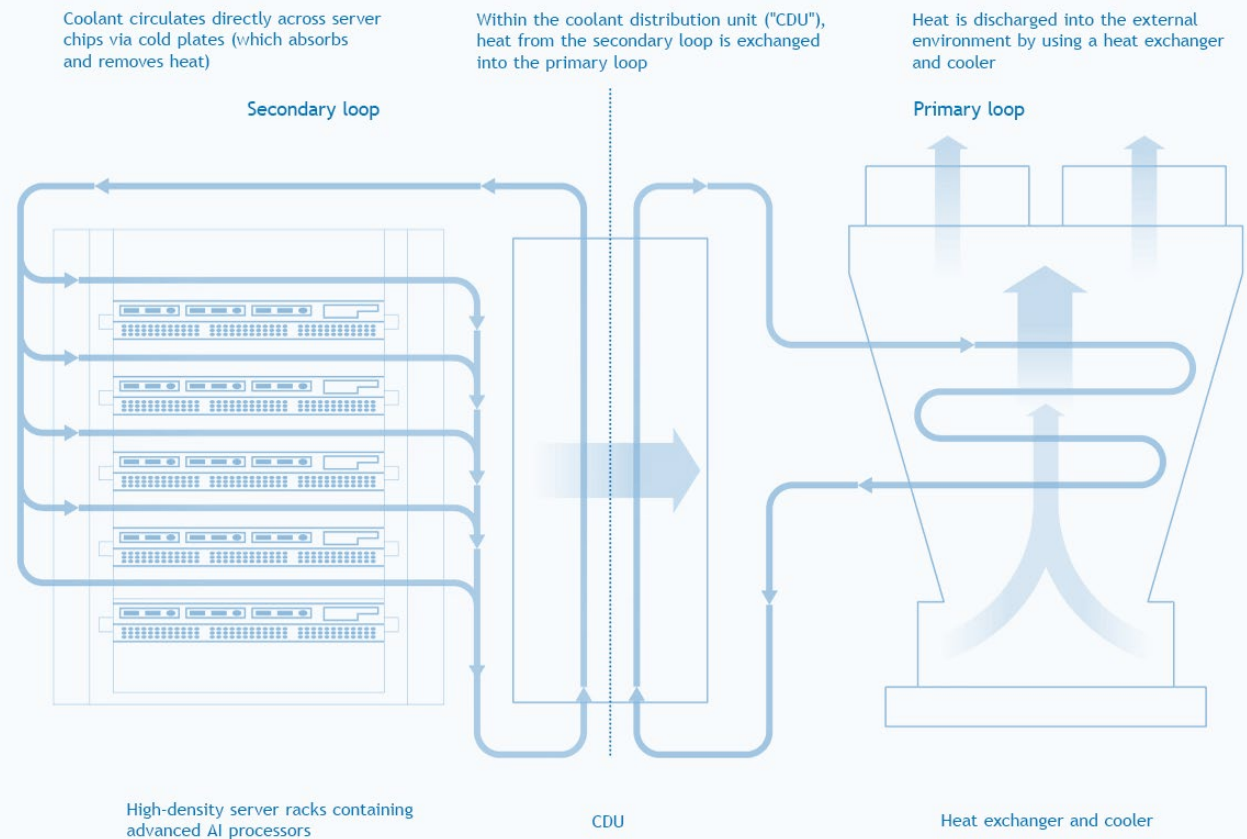 Coolant circulates directly across server
chips via cold plates (which absorbs
and removes heat)
Within the coolant distribution unit ("CDU"),
heat from the secondary loop is exchanged
into the primary loop
Heat is discharged into the external
environment by using a heat exchanger
and cooler
Secondary loop
Primary loop
High-density server racks containing
advanced AI processors
CDU
Heat exchanger and cooler